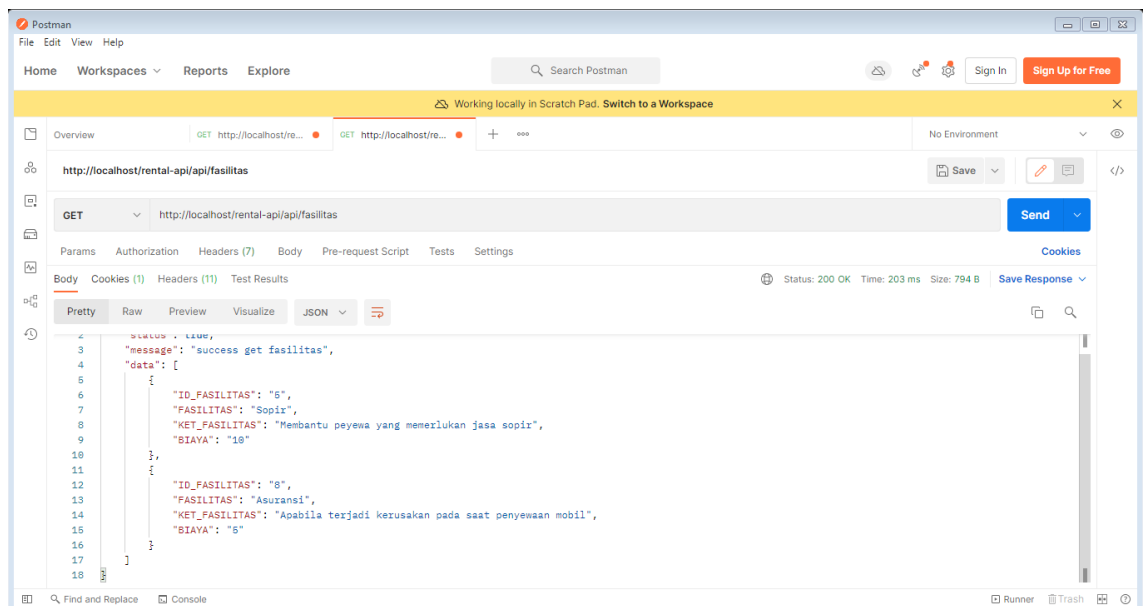 Postman
File Edit View Help
Home Workspaces Reports Explore Search Postman Sign In Sign Up for Free
Working locally in Scratch Pad. Switch to a Workspace
Overview GET http://localhost/re... GET http://localhost/re... No Environment
http://localhost/rental-api/api/fasilitas Save
GET http://localhost/rental-api/api/fasilitas Send
Params Authorization Headers (7) Body Pre-request Script Tests Settings Cookies
Body Cookies (1) Headers (11) Test Results Status: 200 OK Time: 203 ms Size: 794 B Save Response
Pretty Raw Preview Visualize JSON
2 "status": true,
3 "message": "success get fasilitas",
4 "data": [
5 {
6 "ID_FASILITAS": "6",
7 "FASILITAS": "Sopir",
8 "KET_FASILITAS": "Membantu peyewa yang memerlukan jasa sopir",
9 "BIAYA": "10"
10 },
11 {
12 "ID_FASILITAS": "8",
13 "FASILITAS": "Asuransi",
14 "KET_FASILITAS": "Apabila terjadi kerusakan pada saat penyewaan mobil",
15 "BIAYA": "5"
16 }
17 ]
18 }
Find and Replace Console Runner Trash